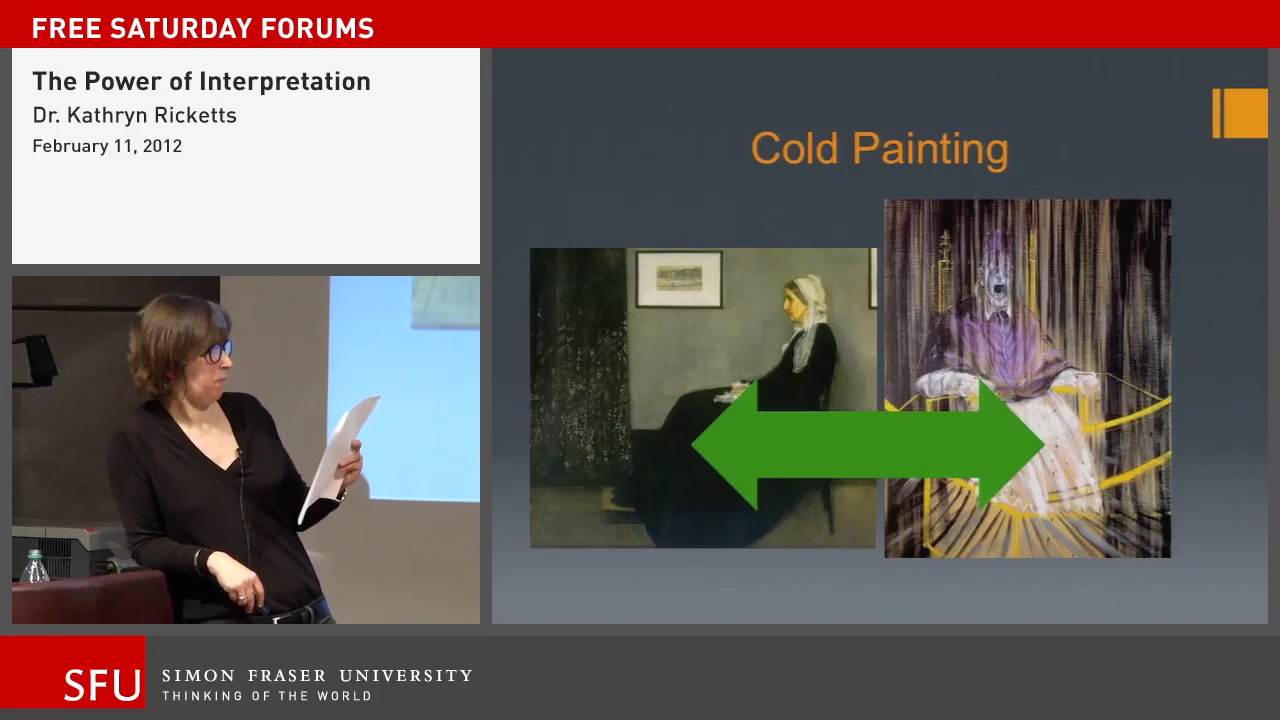 FREE SATURDAY FORUMS
The Power of Interpretation
Dr. Kathryn Ricketts
February 11, 2012
Cold Painting
SFU
SIMON FRASER UNIVERSITY
THINKING OF THE WORLD